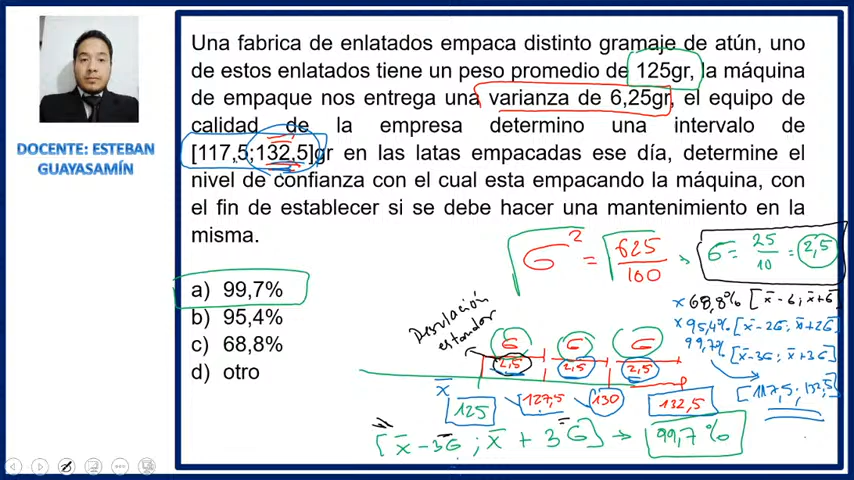 Una fabrica de enlatados empaca distinto gramaje de atún, uno
de estos enlatados tiene un peso promedio de 125gr, la máquina
de empaque nos entrega una varianza de 6,25gr, el equipo de
calidad de la empresa determino una intervalo de
[117,5;132,5]gr en las latas empacadas ese día, determine el
nivel de confianza con el cual esta empacando la máquina, con
el fin de establecer si se debe hacer una mantenimiento en la
misma.
DOCENTE: ESTEBAN
GUAYASAMÍN
a) 99,7%
b) 95,4%
c) 68,8%
d) otro
σ² = 625/100
σ = 25/10 = 2,5
x 68,8% [x̄-σ; x̄+σ]
x 95,4% [x̄-2σ; x̄+2σ]
99,7% [x̄-3σ; x̄+3σ]
[117,5; 132,5]
Desviación
estandar
σ σ σ
2,5 2,5 2,5
x̄
125 127,5 130 132,5
[x̄-3σ; x̄+3σ] → 99,7%